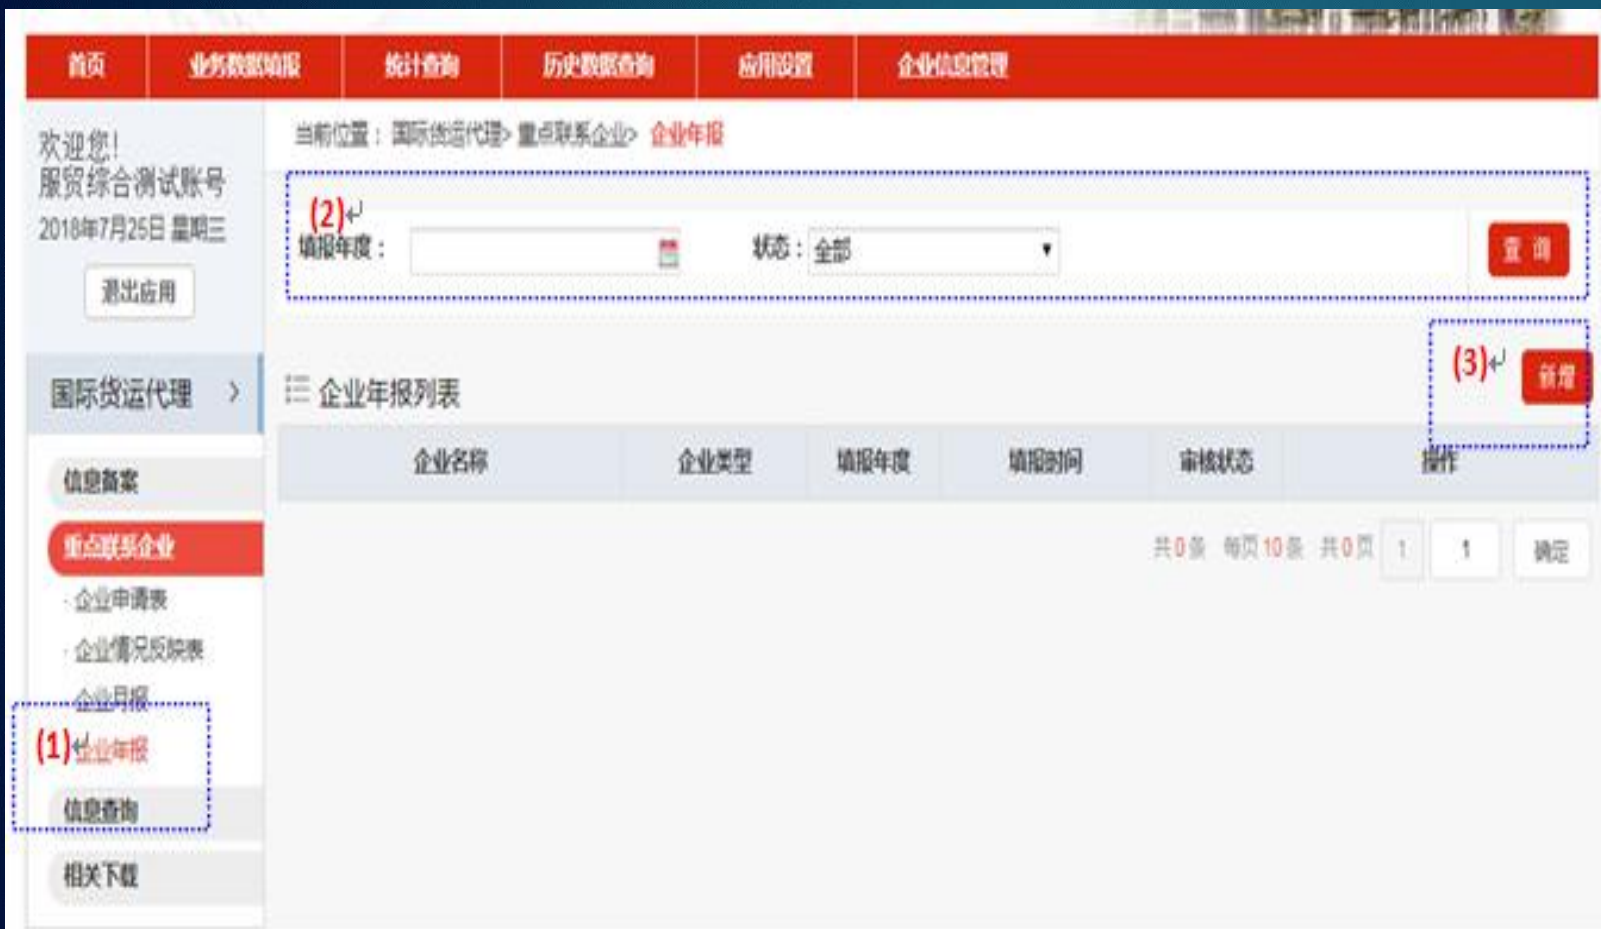 首页 业务数据填报 统计查询 历史数据查询 应用设置 企业信息管理
欢迎您!
服贸综合测试账号
2018年7月25日 星期三
退出应用
当前位置：国际货运代理> 重点联系企业> 企业年报
(2)
填报年度： 状态：全部 查 询
(3) 新增
国际货运代理 >
企业年报列表
企业名称 企业类型 填报年度 填报时间 审核状态 操作
共0条 每页10条 共0页 1 1 确定
信息备案
重点联系企业
· 企业申请表
· 企业情况反映表
企业月报
(1) 企业年报
信息查询
相关下载